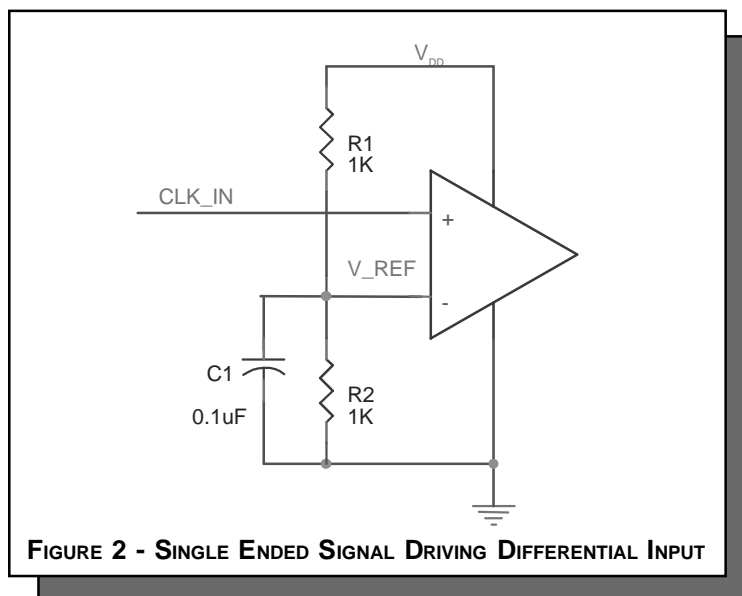 V_DD
R1
1K
CLK_IN
+
V_REF
-
C1
0.1uF
R2
1K
FIGURE 2 - SINGLE ENDED SIGNAL DRIVING DIFFERENTIAL INPUT